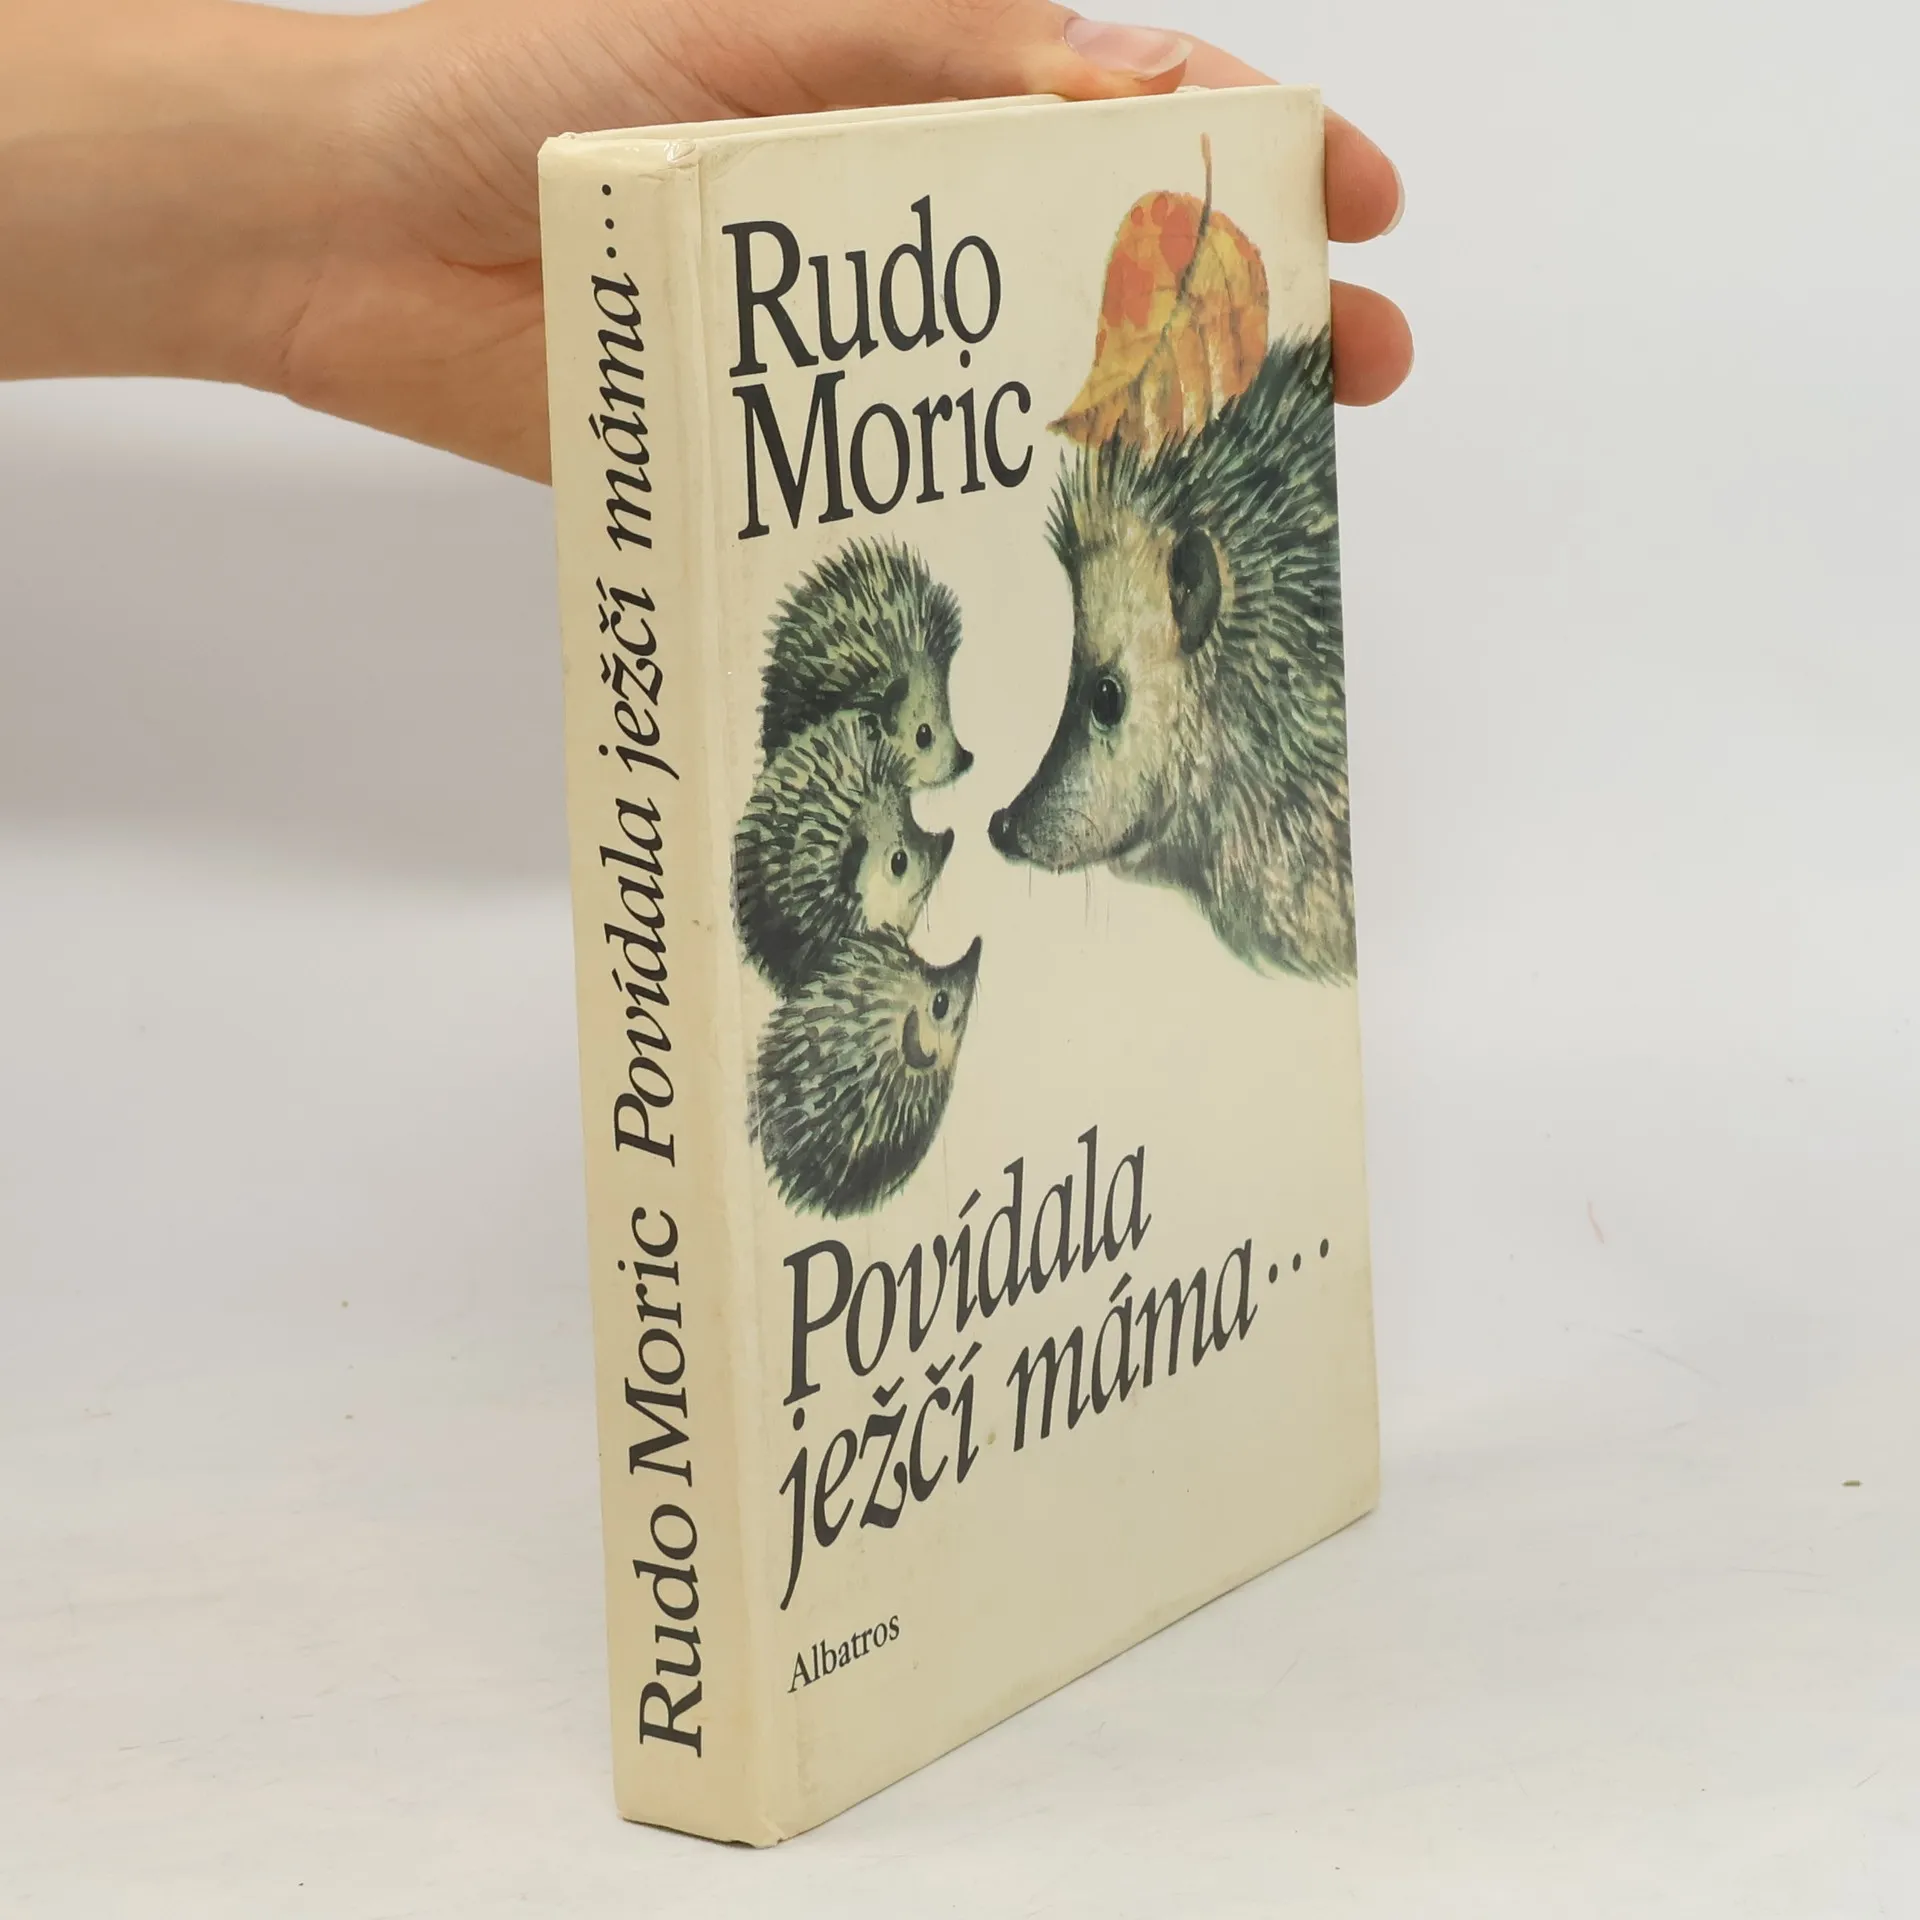 Rudo Moric Povídala ježčí máma...
Rudo
Moric
Povídala
ježčí máma...
Albatros